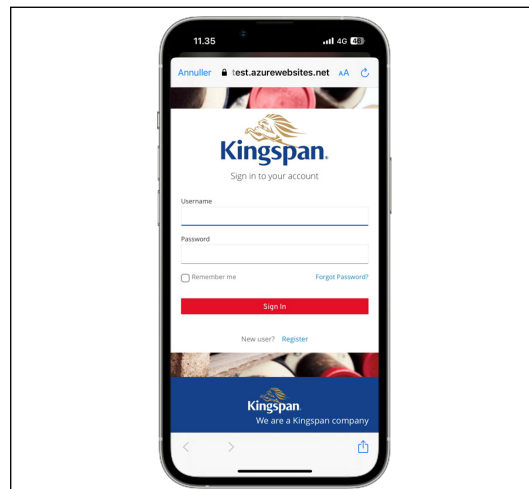 11.35
4G 48
Annuller test.azurewebsites.net AA
Kingspan.
Sign in to your account
Username
Password
Remember me Forgot Password?
Sign In
New user? Register
Kingspan.
We are a Kingspan company